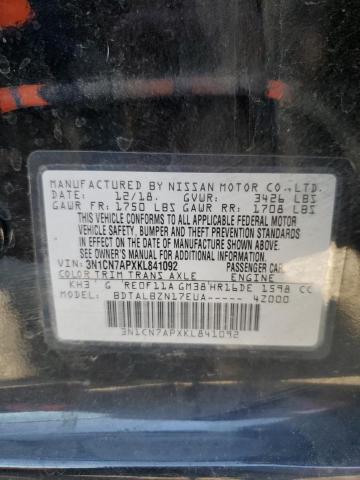 MANUFACTURED BY NISSAN MOTOR CO., LTD.
DATE: 12/18. GVWR: 3426 LBS
GAWR FR: 1750 LBS GAWR RR: 1708 LBS
THIS VEHICLE CONFORMS TO ALL APPLICABLE FEDERAL MOTOR
VEHICLE SAFETY, BUMPER AND THEFT PREVENTION STANDARDS
IN EFFECT ON THE DATE OF MANUFACTURE SHOWN ABOVE.
SEE OWNER'S MANUAL FOR ADDITIONAL INFORMATION.
VIN: 3N1CN7APXKL841092 PASSENGER CAR
COLOR TRIM TRANS AXLE ENGINE
KH3 G RE0F11A GM38 HR16DE 1598 CC
MODEL: BDTALBZN17EUA----- 4Z000
3N1CN7APXKL841092